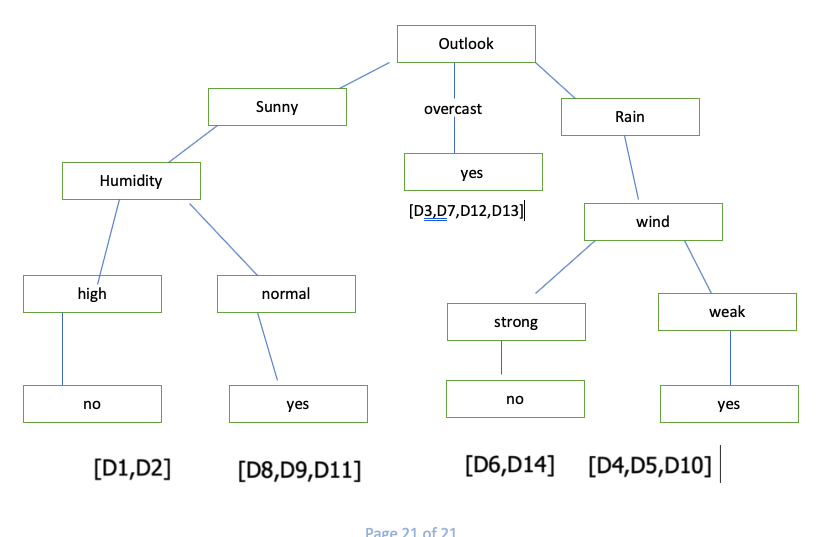 Outlook
Sunny
overcast
Rain
Humidity
yes
[D3,D7,D12,D13]
wind
high
normal
strong
weak
no
yes
no
yes
[D1,D2]
[D8,D9,D11]
[D6,D14]
[D4,D5,D10]
Page 21 of 21